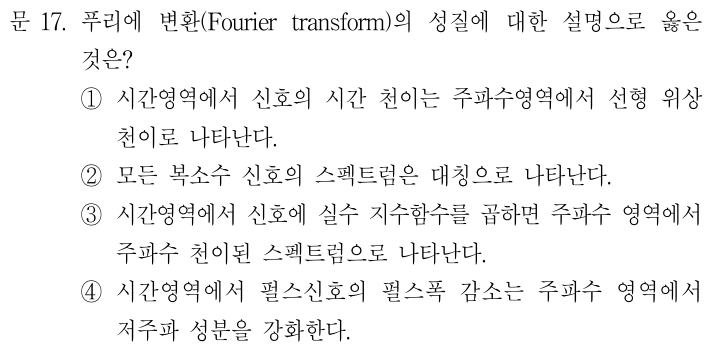 문 17. 푸리에 변환(Fourier transform)의 성질에 대한 설명으로 옳은
것은?
① 시간영역에서 신호의 시간 천이는 주파수영역에서 선형 위상
천이로 나타난다.
② 모든 복소수 신호의 스펙트럼은 대칭으로 나타난다.
③ 시간영역에서 신호에 실수 지수함수를 곱하면 주파수 영역에서
주파수 천이된 스펙트럼으로 나타난다.
④ 시간영역에서 펄스신호의 펄스폭 감소는 주파수 영역에서
저주파 성분을 강화한다.